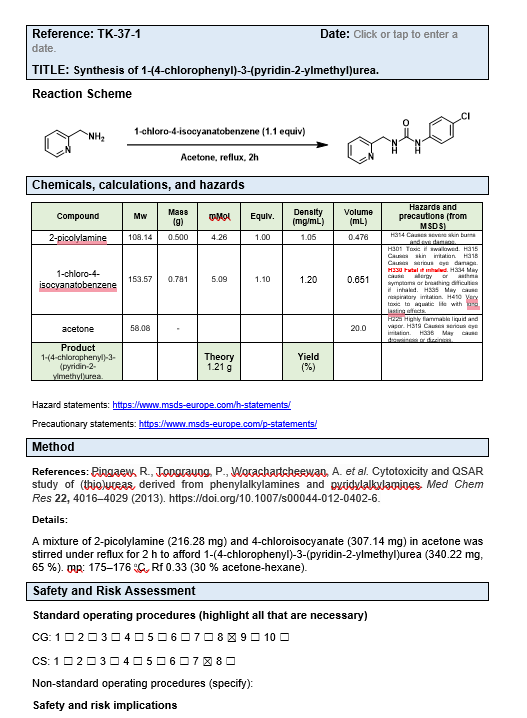 Reference: TK-37-1 Date: Click or tap to enter a
date.
TITLE: Synthesis of 1-(4-chlorophenyl)-3-(pyridin-2-ylmethyl)urea.
Reaction Scheme
NH2
N
1-chloro-4-isocyanatobenzene (1.1 equiv)
Acetone, reflux, 2h
N
N
H
O
N
H
Cl
Chemicals, calculations, and hazards
Compound Mw Mass (g) mMol Equiv. Density (mg/mL) Volume (mL) Hazards and precautions (from MSDS)
2-picolylamine 108.14 0.500 4.26 1.00 1.05 0.476 H314 Causes severe skin burns
and eye damage.
1-chloro-4-
isocyanatobenzene 153.57 0.781 5.09 1.10 1.20 0.651
H301 Toxic if swallowed. H315
Causes skin irritation. H318
Causes serious eye damage.
H330 Fatal if inhaled. H334 May
cause allergy or asthma
symptoms or breathing difficulties
if inhaled. H335 May cause
respiratory irritation. H410 Very
toxic to aquatic life with long
lasting effects.
acetone 58.08 - 20.0
H225 Highly flammable liquid and
vapor. H319 Causes serious eye
irritation. H336 May cause
drowsiness or dizziness.
Product
1-(4-chlorophenyl)-3-
(pyridin-2-
ylmethyl)urea.
Theory
1.21 g
Yield
(%)
Hazard statements: https://www.msds-europe.com/h-statements/
Precautionary statements: https://www.msds-europe.com/p-statements/
Method
References: Pingaew, R., Tongraung, P., Worachartcheewan, A. et al. Cytotoxicity and QSAR
study of (thio)ureas derived from phenylalkylamines and pyridylalkylamines. Med Chem
Res 22, 4016–4029 (2013). https://doi.org/10.1007/s00044-012-0402-6.
Details:
A mixture of 2-picolylamine (216.28 mg) and 4-chloroisocyanate (307.14 mg) in acetone was
stirred under reflux for 2 h to afford 1-(4-chlorophenyl)-3-(pyridin-2-ylmethyl)urea (340.22 mg,
65 %). mp: 175–176 °C. Rf 0.33 (30 % acetone-hexane).
Safety and Risk Assessment
Standard operating procedures (highlight all that are necessary)
CG: 1 ☐ 2 ☐ 3 ☐ 4 ☐ 5 ☐ 6 ☐ 7 ☐ 8 ☒ 9 ☐ 10 ☐
CS: 1 ☐ 2 ☐ 3 ☐ 4 ☐ 5 ☐ 6 ☐ 7 ☒ 8 ☐
Non-standard operating procedures (specify):
Safety and risk implications